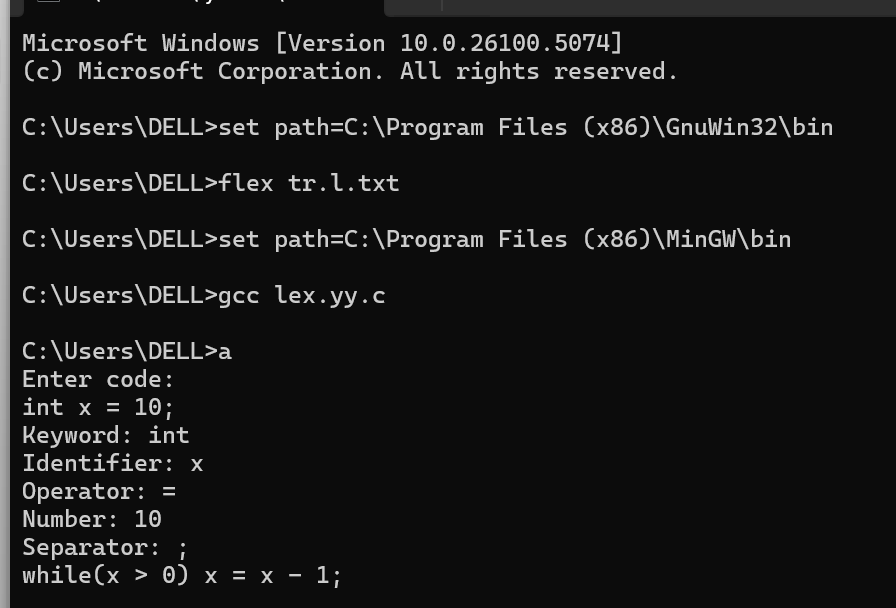 Microsoft Windows [Version 10.0.26100.5074]
(c) Microsoft Corporation. All rights reserved.
C:\Users\DELL>set path=C:\Program Files (x86)\GnuWin32\bin
C:\Users\DELL>flex tr.l.txt
C:\Users\DELL>set path=C:\Program Files (x86)\MinGW\bin
C:\Users\DELL>gcc lex.yy.c
C:\Users\DELL>a
Enter code:
int x = 10;
Keyword: int
Identifier: x
Operator: =
Number: 10
Separator: ;
while(x > 0) x = x - 1;